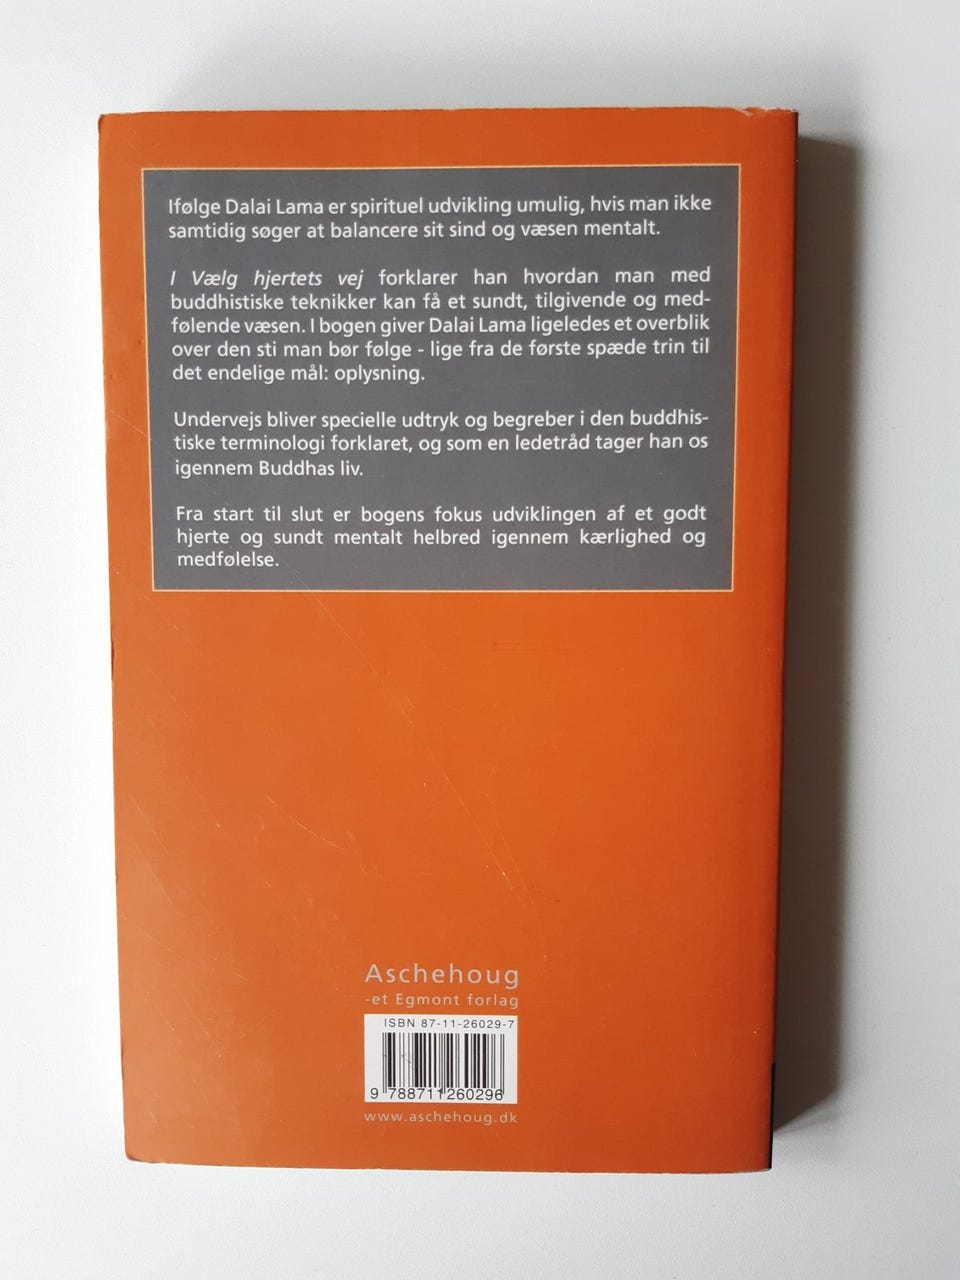 Ifølge Dalai Lama er spirituel udvikling umulig, hvis man ikke
samtidig søger at balancere sit sind og væsen mentalt.
I Vælg hjertets vej forklarer han hvordan man med
buddhistiske teknikker kan få et sundt, tilgivende og med-
følende væsen. I bogen giver Dalai Lama ligeledes et overblik
over den sti man bør følge - lige fra de første spæde trin til
det endelige mål: oplysning.
Undervejs bliver specielle udtryk og begreber i den buddhis-
tiske terminologi forklaret, og som en ledetråd tager han os
igennem Buddhas liv.
Fra start til slut er bogens fokus udviklingen af et godt
hjerte og sundt mentalt helbred igennem kærlighed og
medfølelse.
Aschehoug
-et Egmont forlag
ISBN 87-11-26029-7
9 788711 260296
www.aschehoug.dk